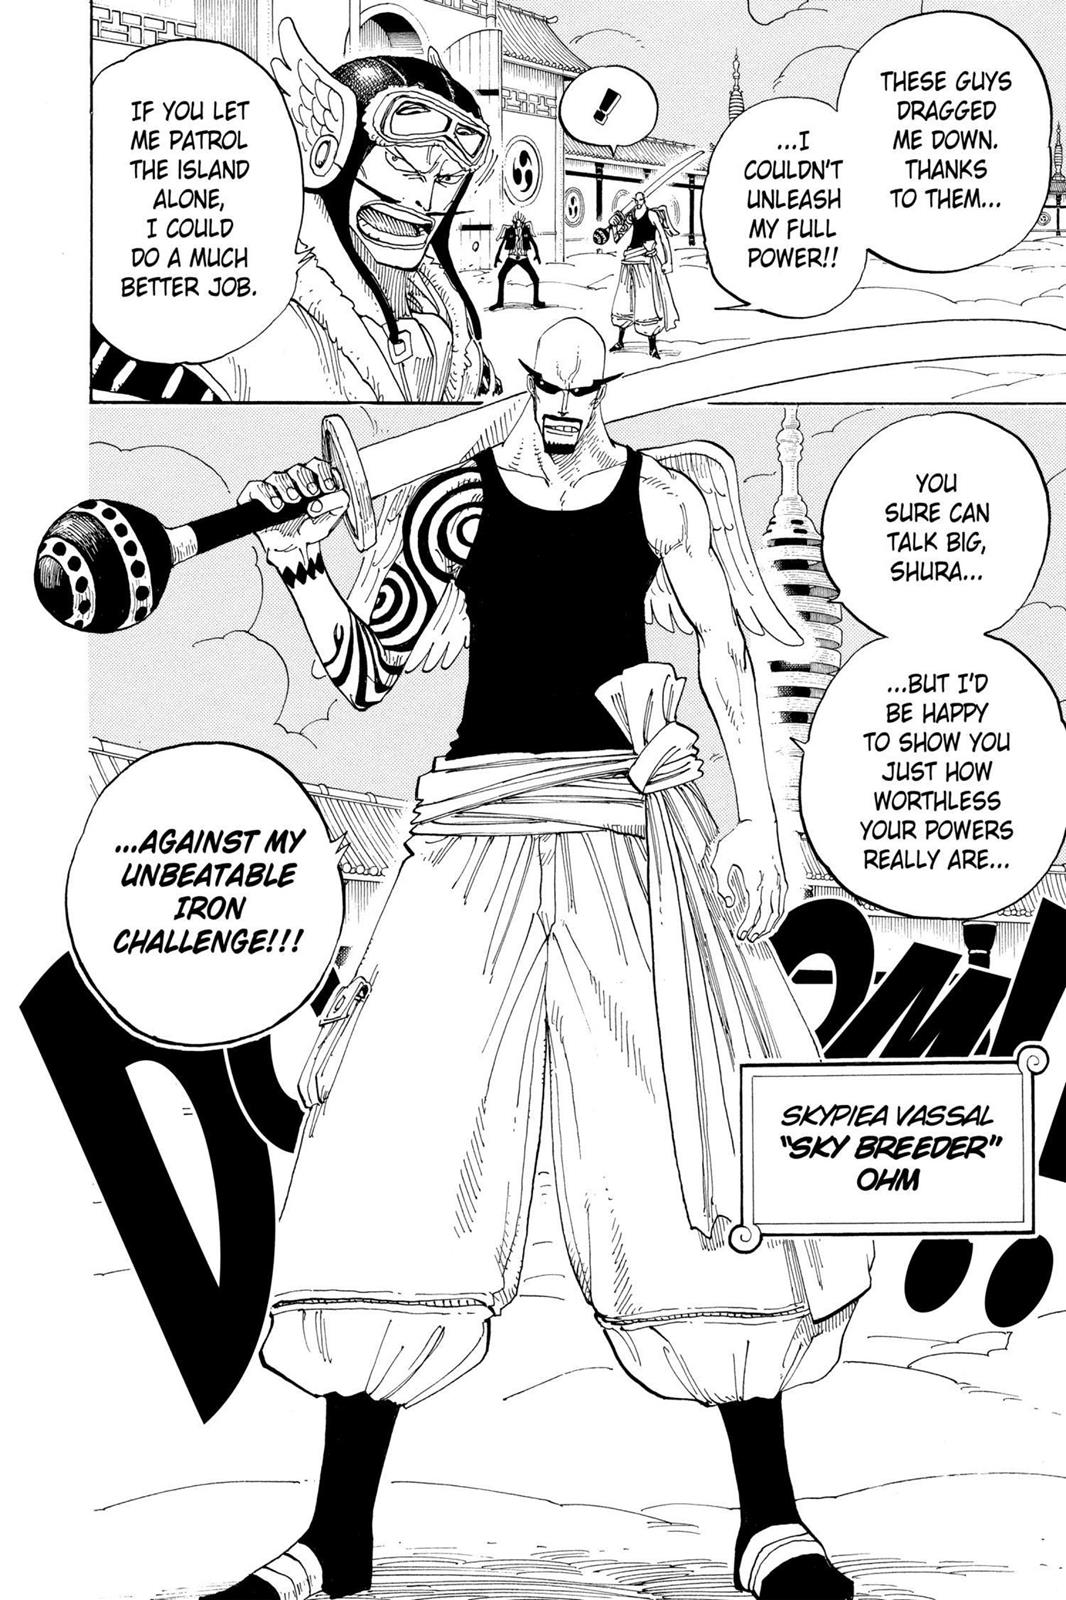 THESE GUYS
DRAGGED
ME DOWN.
THANKS
TO THEM...
...I
COULDN'T
UNLEASH
MY FULL
POWER!!
!
IF YOU LET
ME PATROL
THE ISLAND
ALONE,
I COULD
DO A MUCH
BETTER JOB.
YOU
SURE CAN
TALK BIG,
SHURA...
...BUT I'D
BE HAPPY
TO SHOW YOU
JUST HOW
WORTHLESS
YOUR POWERS
REALLY ARE...
...AGAINST MY
UNBEATABLE
IRON
CHALLENGE!!!
SKYPIEA VASSAL
"SKY BREEDER"
OHM